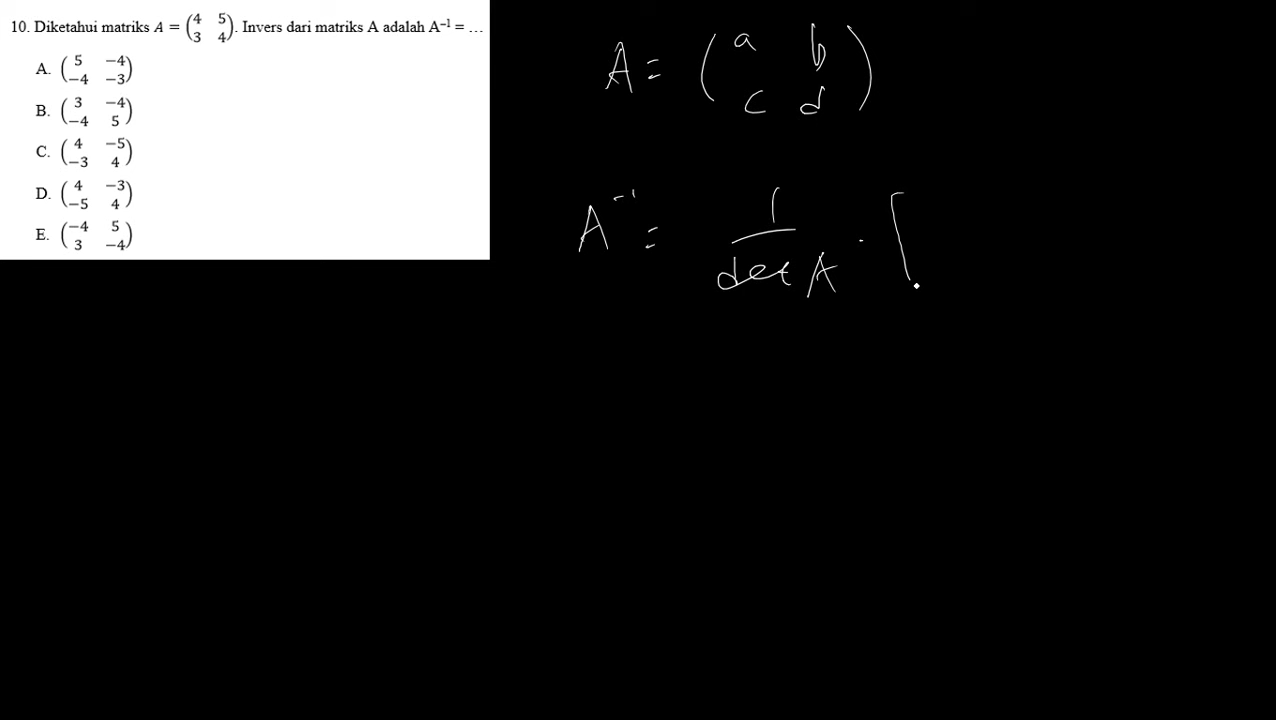 10. Diketahui matriks A = (4 5
3 4). Invers dari matriks A adalah A⁻¹ = …
A. (5 −4
−4 −3)
B. (3 −4
−4 5)
C. (4 −5
−3 4)
D. (4 −3
−5 4)
E. (−4 5
3 −4)
A = (a b
c d)
A⁻¹ = 1
det A · [